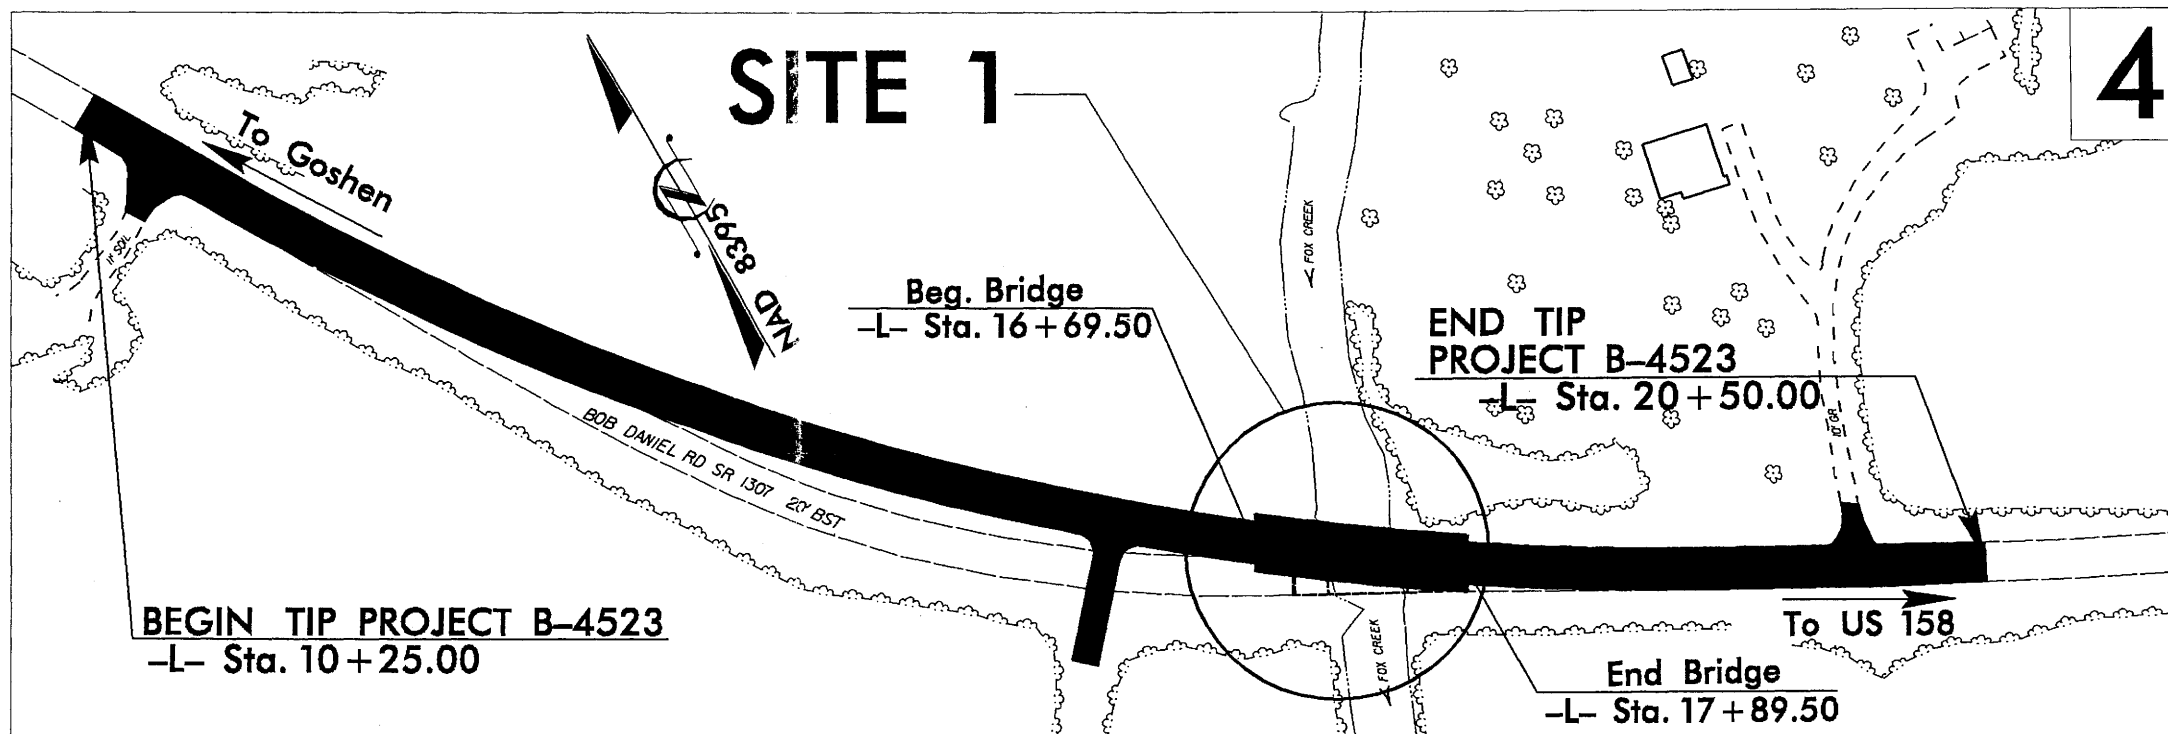 SITE 1
4
To Goshen
NAD 83/95
FOX CREEK
Beg. Bridge
-L- Sta. 16+69.50
END TIP
PROJECT B-4523
-L- Sta. 20+50.00
BOB DANIEL RD SR 1307 20' BST
BEGIN TIP PROJECT B-4523
-L- Sta. 10+25.00
FOX CREEK
To US 158
End Bridge
-L- Sta. 17+89.50
SOIL
GR